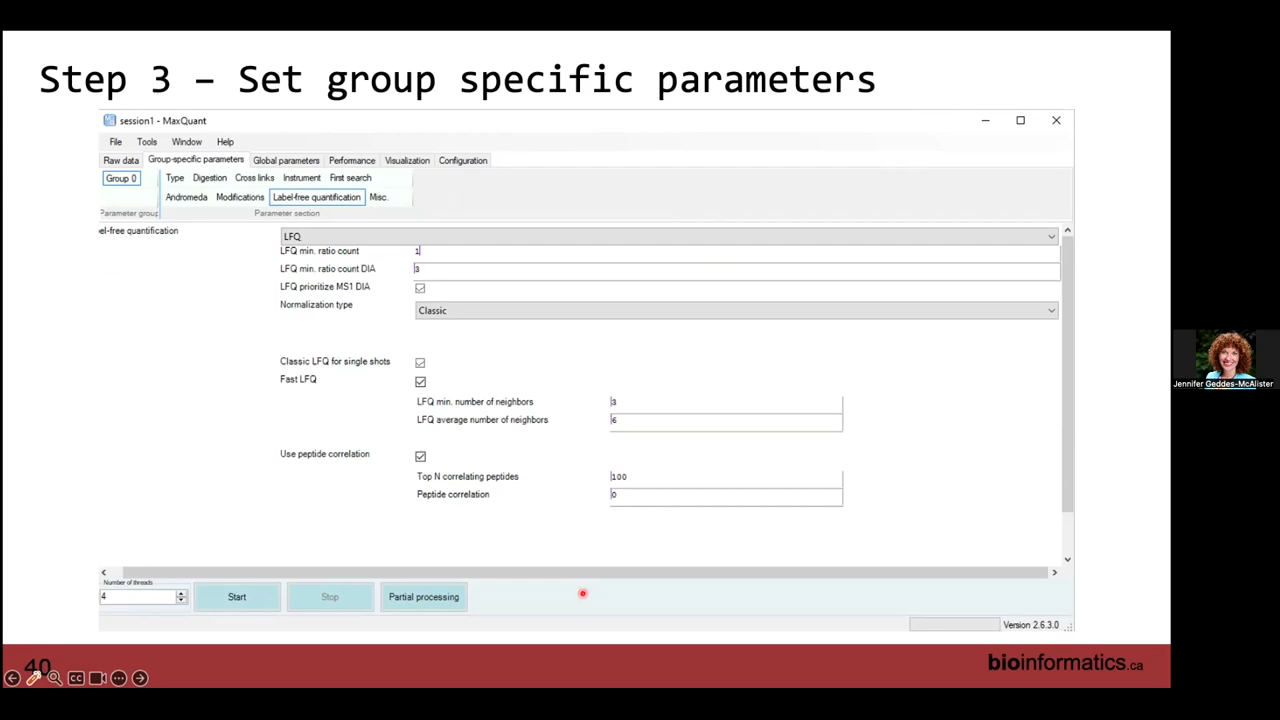 Step 3 – Set group specific parameters
session1 - MaxQuant
File Tools Window Help
Raw data Group-specific parameters Global parameters Performance Visualization Configuration
Group 0 Type Digestion Cross links Instrument First search
Andromeda Modifications Label-free quantification Misc.
Parameter group Parameter section
el-free quantification LFQ
LFQ min. ratio count 1
LFQ min. ratio count DIA 3
LFQ prioritize MS1 DIA
Normalization type Classic
Classic LFQ for single shots
Fast LFQ
LFQ min. number of neighbors 3
LFQ average number of neighbors 6
Use peptide correlation
Top N correlating peptides 100
Peptide correlation 0
Number of threads
4 Start Stop Partial processing
Version 2.6.3.0
40
bioinformatics.ca
CC
Jennifer Geddes-McAlister